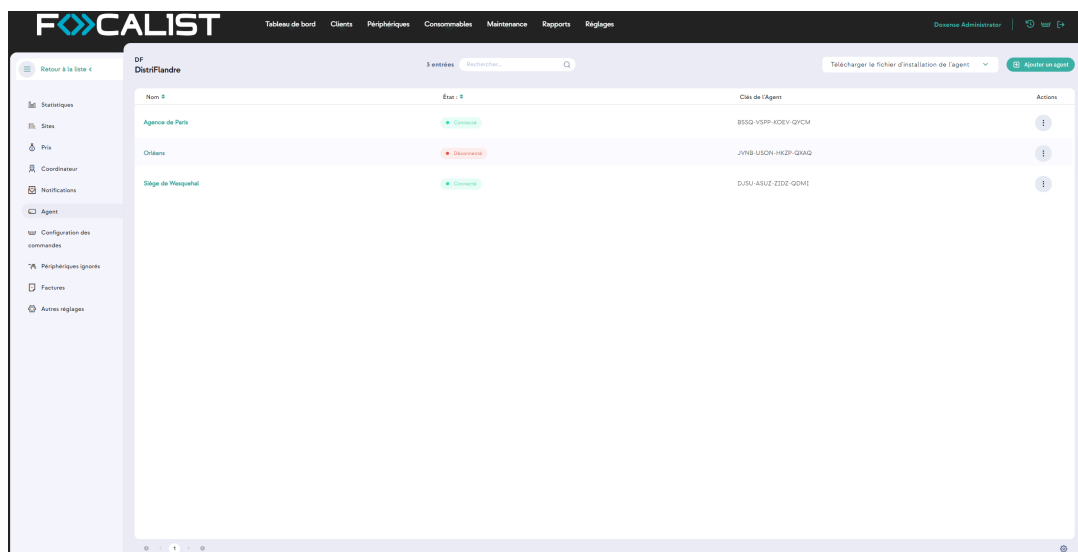 FOCALIST
Tableau de bord Clients Périphériques Consommables Maintenance Rapports Réglages
Doxense Administrator
Retour à la liste <
DF
DistriFlandre
3 entrées Rechercher...
Télécharger le fichier d'installation de l'agent
Ajouter un agent
Nom État : Clés de l'Agent Actions
Agence de Paris Connecté BSSQ-VSPP-KOEV-QYCM
Orléans Déconnecté JVNB-USON-HKZP-QXAQ
Siège de Wasquehal Connecté DJSU-ASUZ-ZIDZ-QDMI
Statistiques
Sites
Prix
Coordinateur
Notifications
Agent
Configuration des
commandes
Périphériques ignorés
Factures
Autres réglages
1